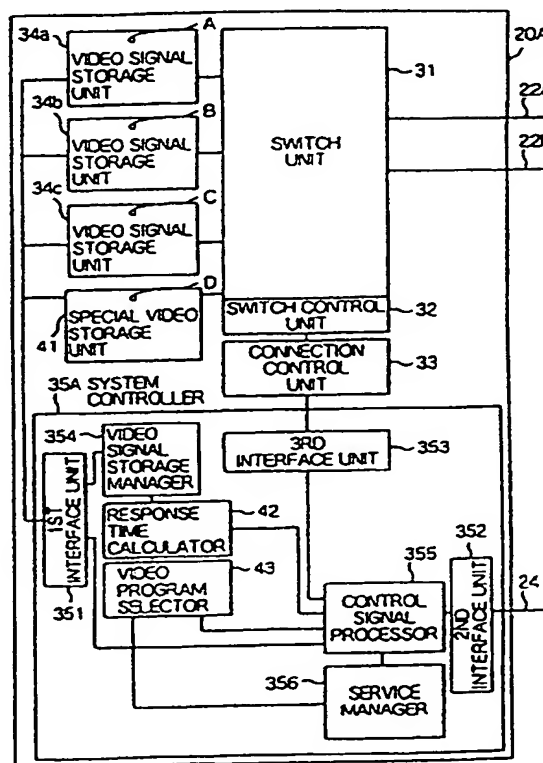 34a
A
VIDEO SIGNAL
STORAGE
UNIT
31
20A
34b
B
VIDEO SIGNAL
STORAGE
UNIT
SWITCH
UNIT
34c
C
VIDEO SIGNAL
STORAGE
UNIT
D
SPECIAL VIDEO
STORAGE
UNIT
41
SWITCH CONTROL
UNIT
32
CONNECTION
CONTROL
UNIT
33
35A
SYSTEM
CONTROLLER
354
VIDEO
SIGNAL
STORAGE
MANAGER
3RD
INTERFACE UNIT
353
1ST
INTERFACE UNIT
351
RESPONSE
TIME
CALCULATOR
42
VIDEO
PROGRAM
SELECTOR
43
355
CONTROL
SIGNAL
PROCESSOR
352
2ND
INTERFACE UNIT
24
356
SERVICE
MANAGER